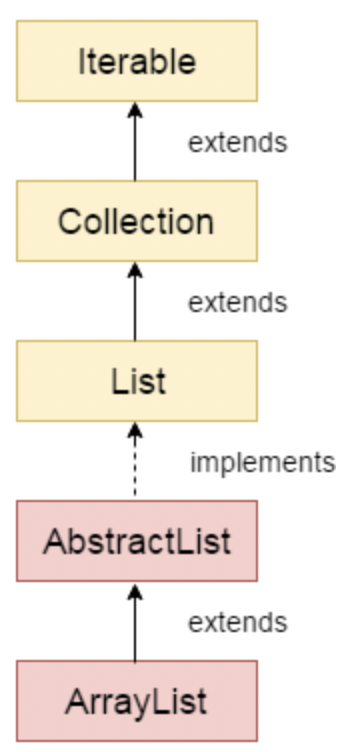 Iterable
extends
Collection
extends
List
implements
AbstractList
extends
ArrayList